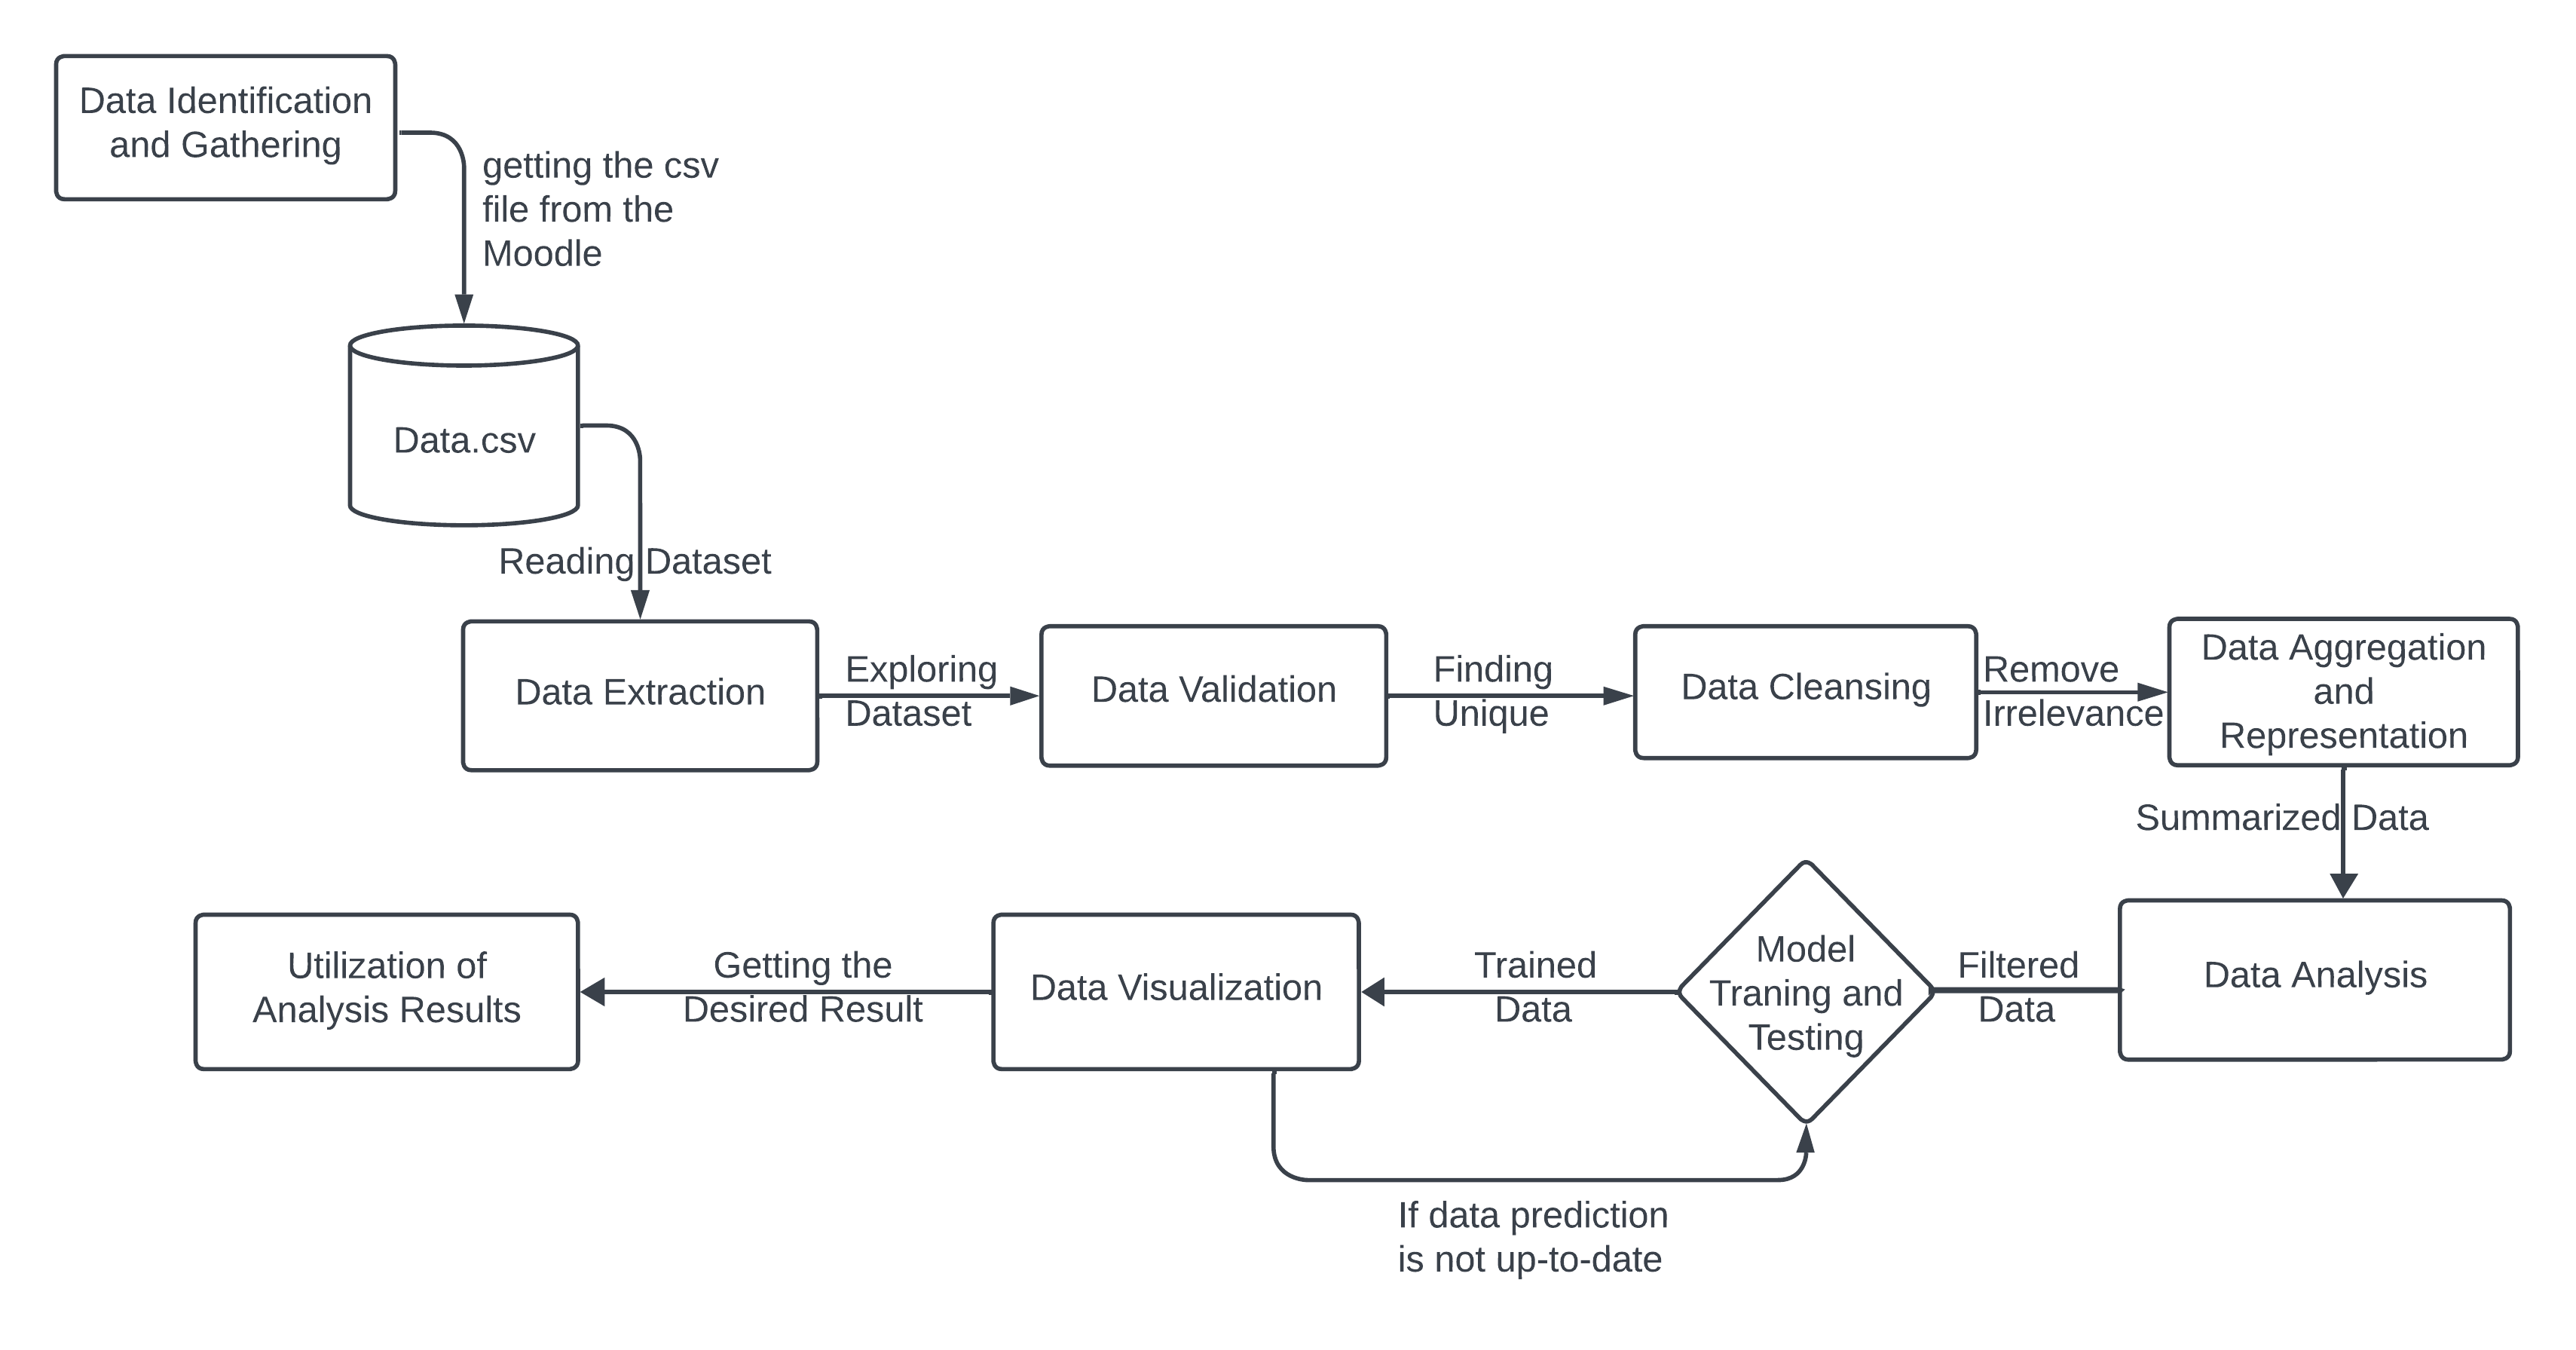 Data Identification
and Gathering
getting the csv
file from the
Moodle
Data.csv
Reading Dataset
Data Extraction
Exploring
Dataset
Data Validation
Finding
Unique
Data Cleansing
Remove
Irrelevance
Data Aggregation
and
Representation
Summarized Data
Data Analysis
Filtered
Data
Model
Traning and
Testing
Trained
Data
Data Visualization
Getting the
Desired Result
Utilization of
Analysis Results
If data prediction
is not up-to-date